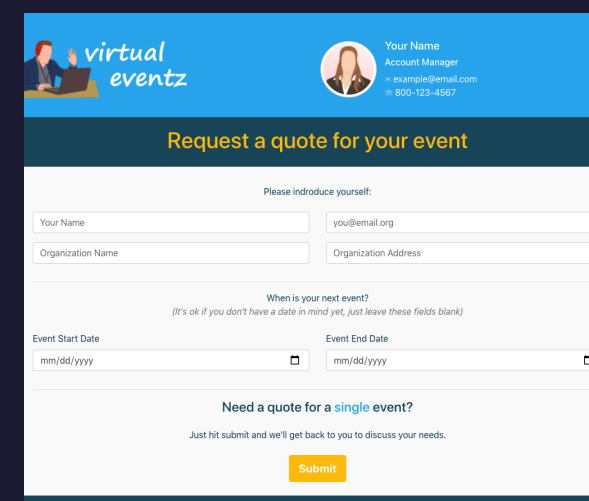 virtual
eventz
Your Name
Account Manager
example@email.com
800-123-4567
Request a quote for your event
Please indroduce yourself:
Your Name
you@email.org
Organization Name
Organization Address
When is your next event?
(It's ok if you don't have a date in mind yet, just leave these fields blank)
Event Start Date
Event End Date
mm/dd/yyyy
mm/dd/yyyy
Need a quote for a single event?
Just hit submit and we'll get back to you to discuss your needs.
Submit